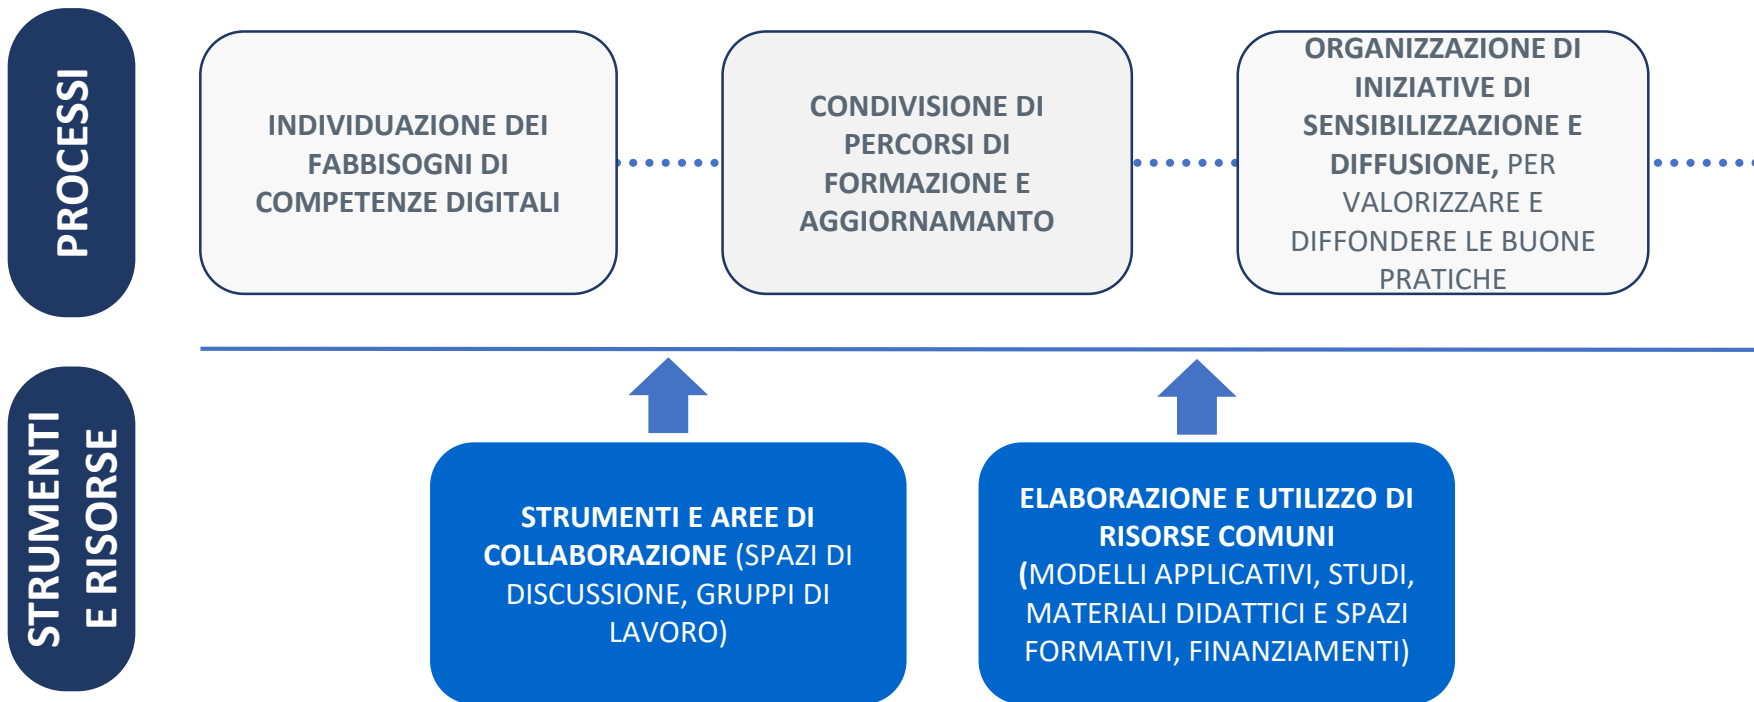 PROCESSI
INDIVIDUAZIONE DEI
FABBISOGNI DI
COMPETENZE DIGITALI
CONDIVISIONE DI
PERCORSI DI
FORMAZIONE E
AGGIORNAMANTO
ORGANIZZAZIONE DI
INIZIATIVE DI
SENSIBILIZZAZIONE E
DIFFUSIONE, PER
VALORIZZARE E
DIFFONDERE LE BUONE
PRATICHE
STRUMENTI
E RISORSE
STRUMENTI E AREE DI
COLLABORAZIONE (SPAZI DI
DISCUSSIONE, GRUPPI DI
LAVORO)
ELABORAZIONE E UTILIZZO DI
RISORSE COMUNI
(MODELLI APPLICATIVI, STUDI,
MATERIALI DIDATTICI E SPAZI
FORMATIVI, FINANZIAMENTI)